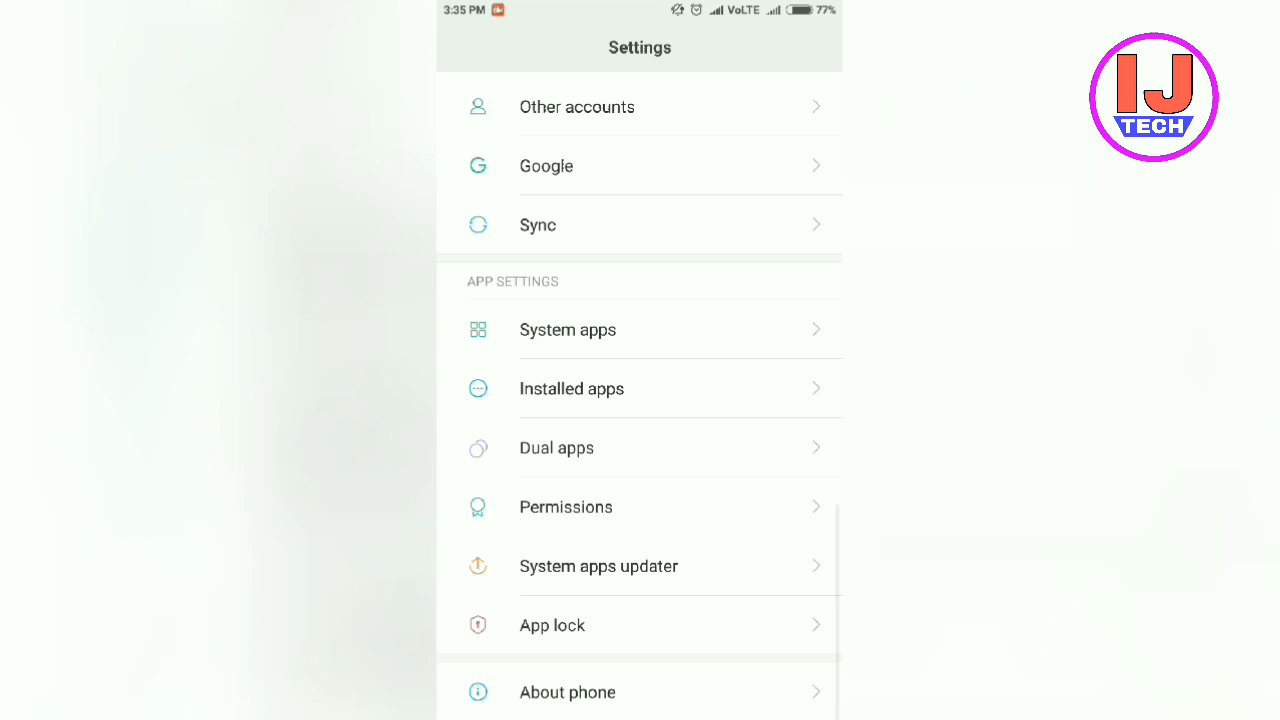 3:35 PM VoLTE 77%
Settings
IJ
TECH
Other accounts
Google
Sync
APP SETTINGS
System apps
Installed apps
Dual apps
Permissions
System apps updater
App lock
About phone